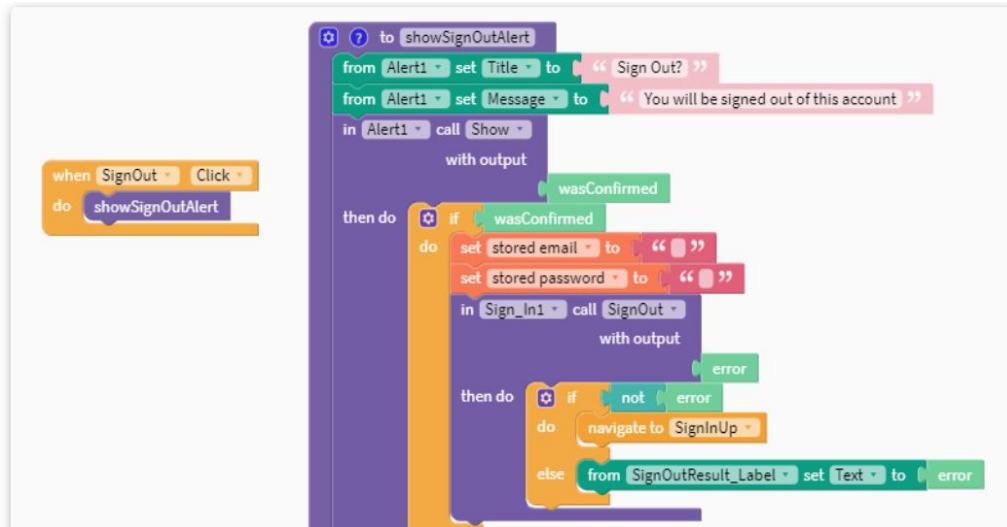 ? to showSignOutAlert
from Alert1 set Title to “ Sign Out? ”
from Alert1 set Message to “ You will be signed out of this account ”
in Alert1 call Show
with output
wasConfirmed
when SignOut Click
do showSignOutAlert
then do if wasConfirmed
do set stored email to “ ”
set stored password to “ ”
in Sign_In1 call SignOut
with output
error
then do if not error
do navigate to SignInUp
else from SignOutResult_Label set Text to error